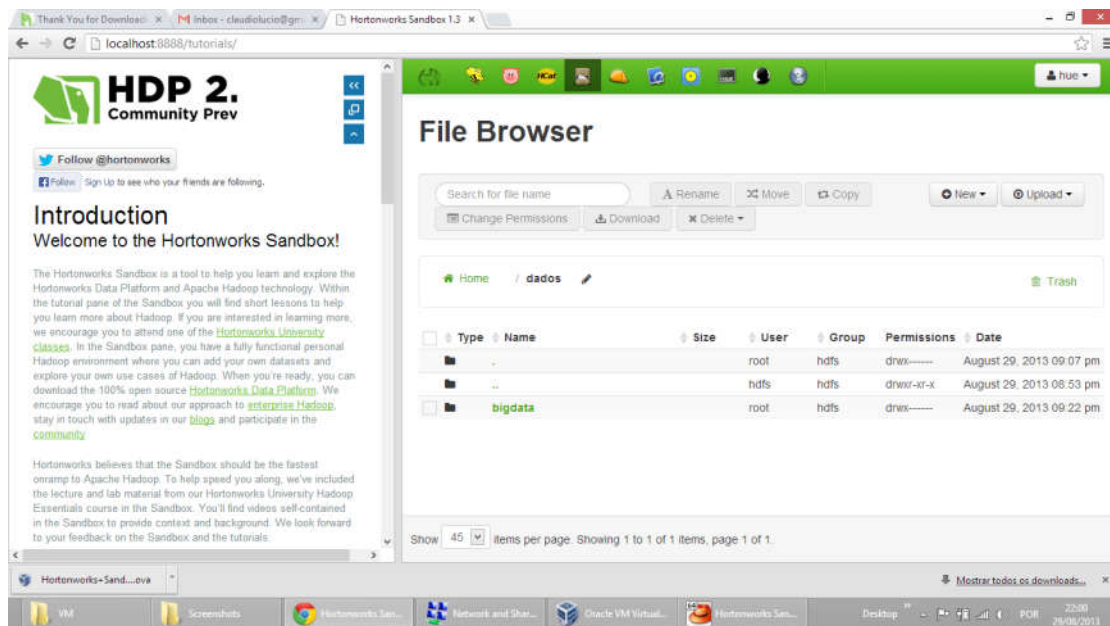 Thank You for Download
Inbox - claudiolucio@gm
Hortonworks Sandbox 1.3
localhost:8888/tutorials/
HDP 2.
Community Prev
Follow @hortonworks
Follow Sign Up to see who your friends are following.
Introduction
Welcome to the Hortonworks Sandbox!
The Hortonworks Sandbox is a tool to help you learn and explore the
Hortonworks Data Platform and Apache Hadoop technology. Within
the tutorial pane of the Sandbox you will find short lessons to help
you learn more about Hadoop. If you are interested in learning more,
we encourage you to attend one of the Hortonworks University
classes. In the Sandbox pane, you have a fully functional personal
Hadoop environment where you can add your own datasets and
explore your own use cases of Hadoop. When you're ready, you can
download the 100% open source Hortonworks Data Platform. We
encourage you to read about our approach to enterprise Hadoop,
stay in touch with updates in our blogs and participate in the
community
Hortonworks believes that the Sandbox should be the fastest
onramp to Apache Hadoop. To help speed you along, we've included
the lecture and lab material from our Hortonworks University Hadoop
Essentials course in the Sandbox. You'll find videos self-contained
in the Sandbox to provide context and background. We look forward
to your feedback on the Sandbox and the tutorials.
HCat
hue
File Browser
Search for file name
Rename
Move
Copy
New
Upload
Change Permissions
Download
Delete
Home / dados
Trash
Type Name Size User Group Permissions Date
. root hdfs drwx------ August 29, 2013 09:07 pm
.. hdfs hdfs drwxr-xr-x August 29, 2013 08:53 pm
bigdata root hdfs drwx------ August 29, 2013 09:22 pm
Show 45 items per page. Showing 1 to 1 of 1 items, page 1 of 1.
Hortonworks+Sand....ova
Mostrar todos os downloads...
VM
Screenshots
Hortonworks San...
Network and Shar...
Oracle VM Virtual...
Hortonworks San...
Desktop
POR
22:00
29/08/2013